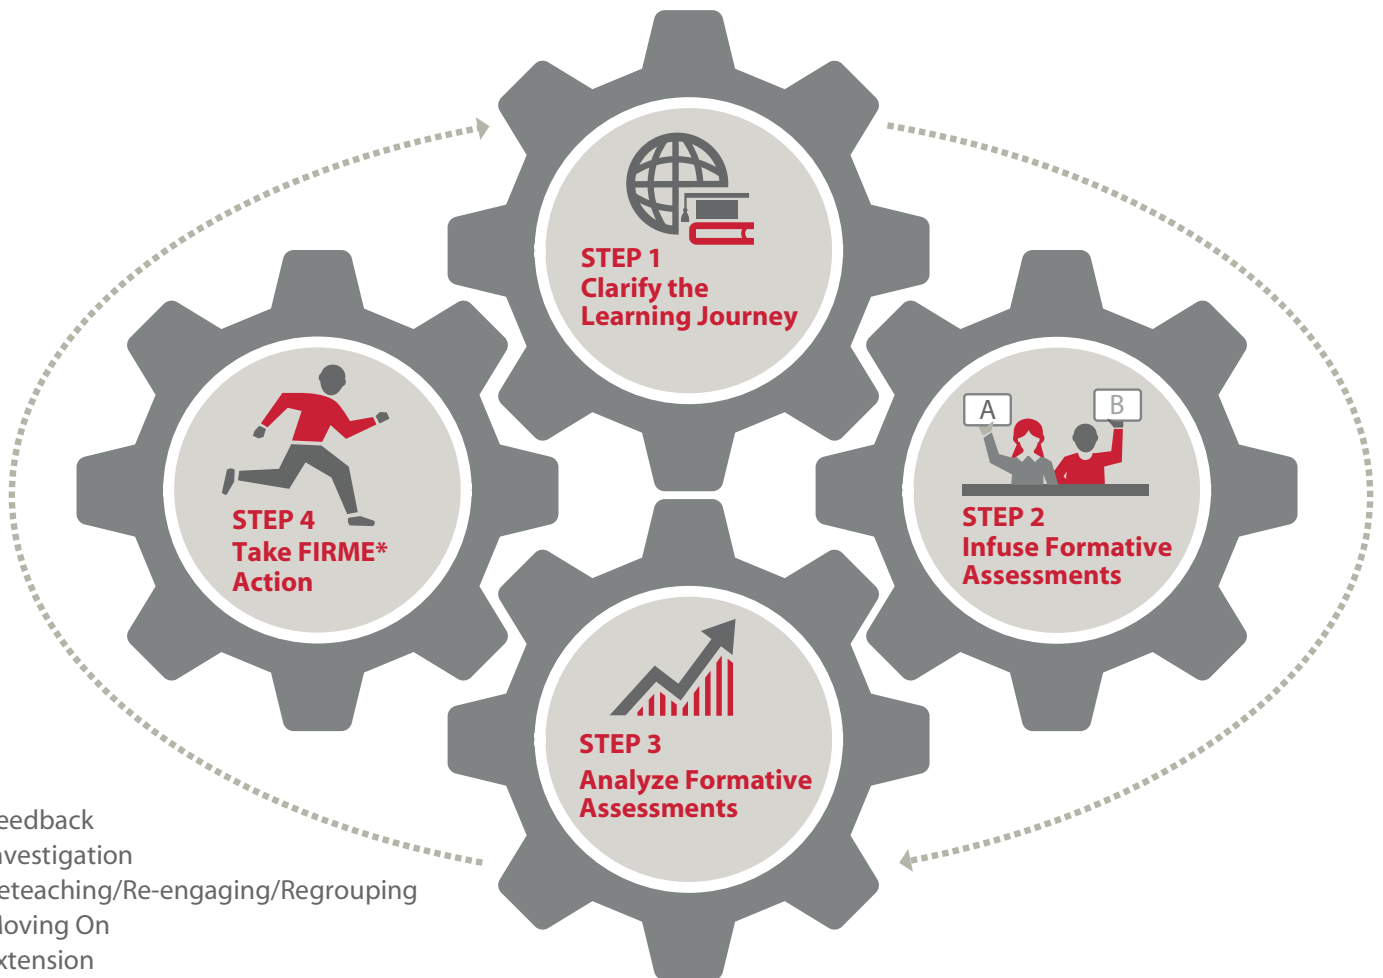 STEP 1
Clarify the
Learning Journey
A
B
STEP 2
Infuse Formative
Assessments
STEP 3
Analyze Formative
Assessments
STEP 4
Take FIRME*
Action
eedback
nvestigation
eteaching/Re-engaging/Regrouping
Moving On
xtension